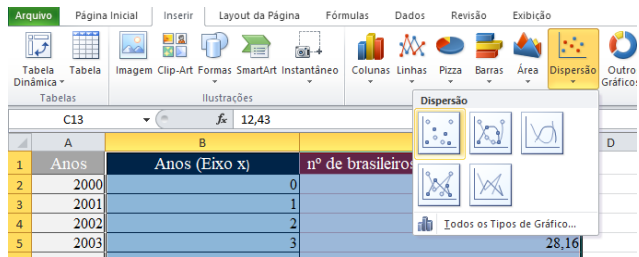 Arquivo Página Inicial Inserir Layout da Página Fórmulas Dados Revisão Exibição
Tabela Dinâmica Tabela Imagem Clip-Art Formas SmartArt Instantâneo Colunas Linhas Pizza Barras Área Dispersão Outro Gráficos
Tabelas Ilustrações
Dispersão
C13 fx 12,43
A B D
1 Anos Anos (Eixo x) nº de brasileiros
2 2000 0
3 2001 1
4 2002 2
Todos os Tipos de Gráfico...
5 2003 3 28,16